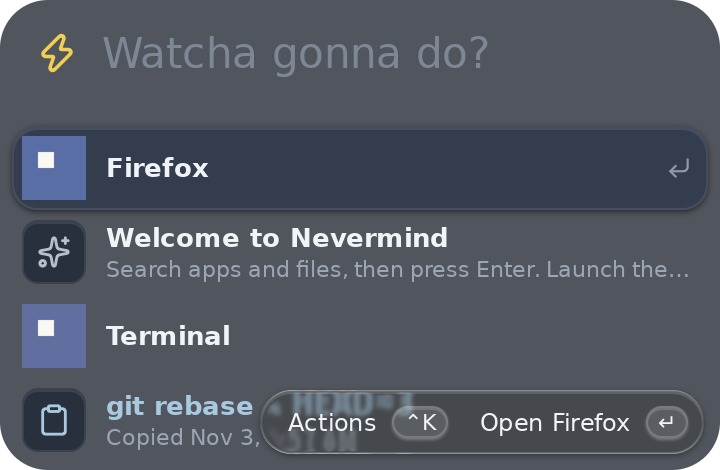 Watcha gonna do?
Firefox
Welcome to Nevermind
Search apps and files, then press Enter. Launch the…
Terminal
git rebase
Copied Nov 3,
Actions ⌃K Open Firefox ↵